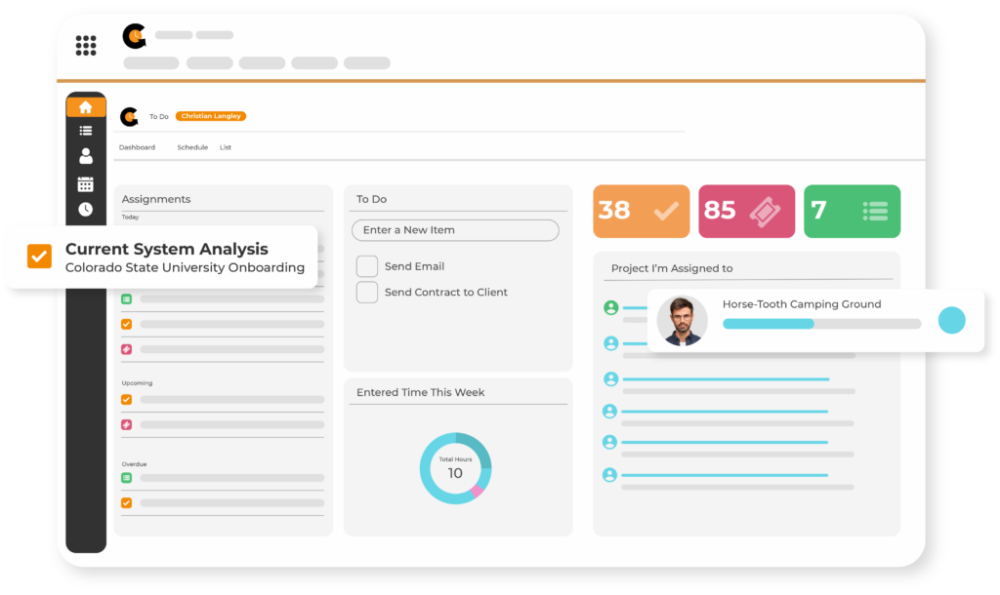 To Do Christian Langley
Dashboard Schedule List
Assignments
Today
Current System Analysis
Colorado State University Onboarding
Upcoming
Overdue
To Do
Enter a New Item
Send Email
Send Contract to Client
Entered Time This Week
Total Hours
10
38
85
7
Project I’m Assigned to
Horse-Tooth Camping Ground